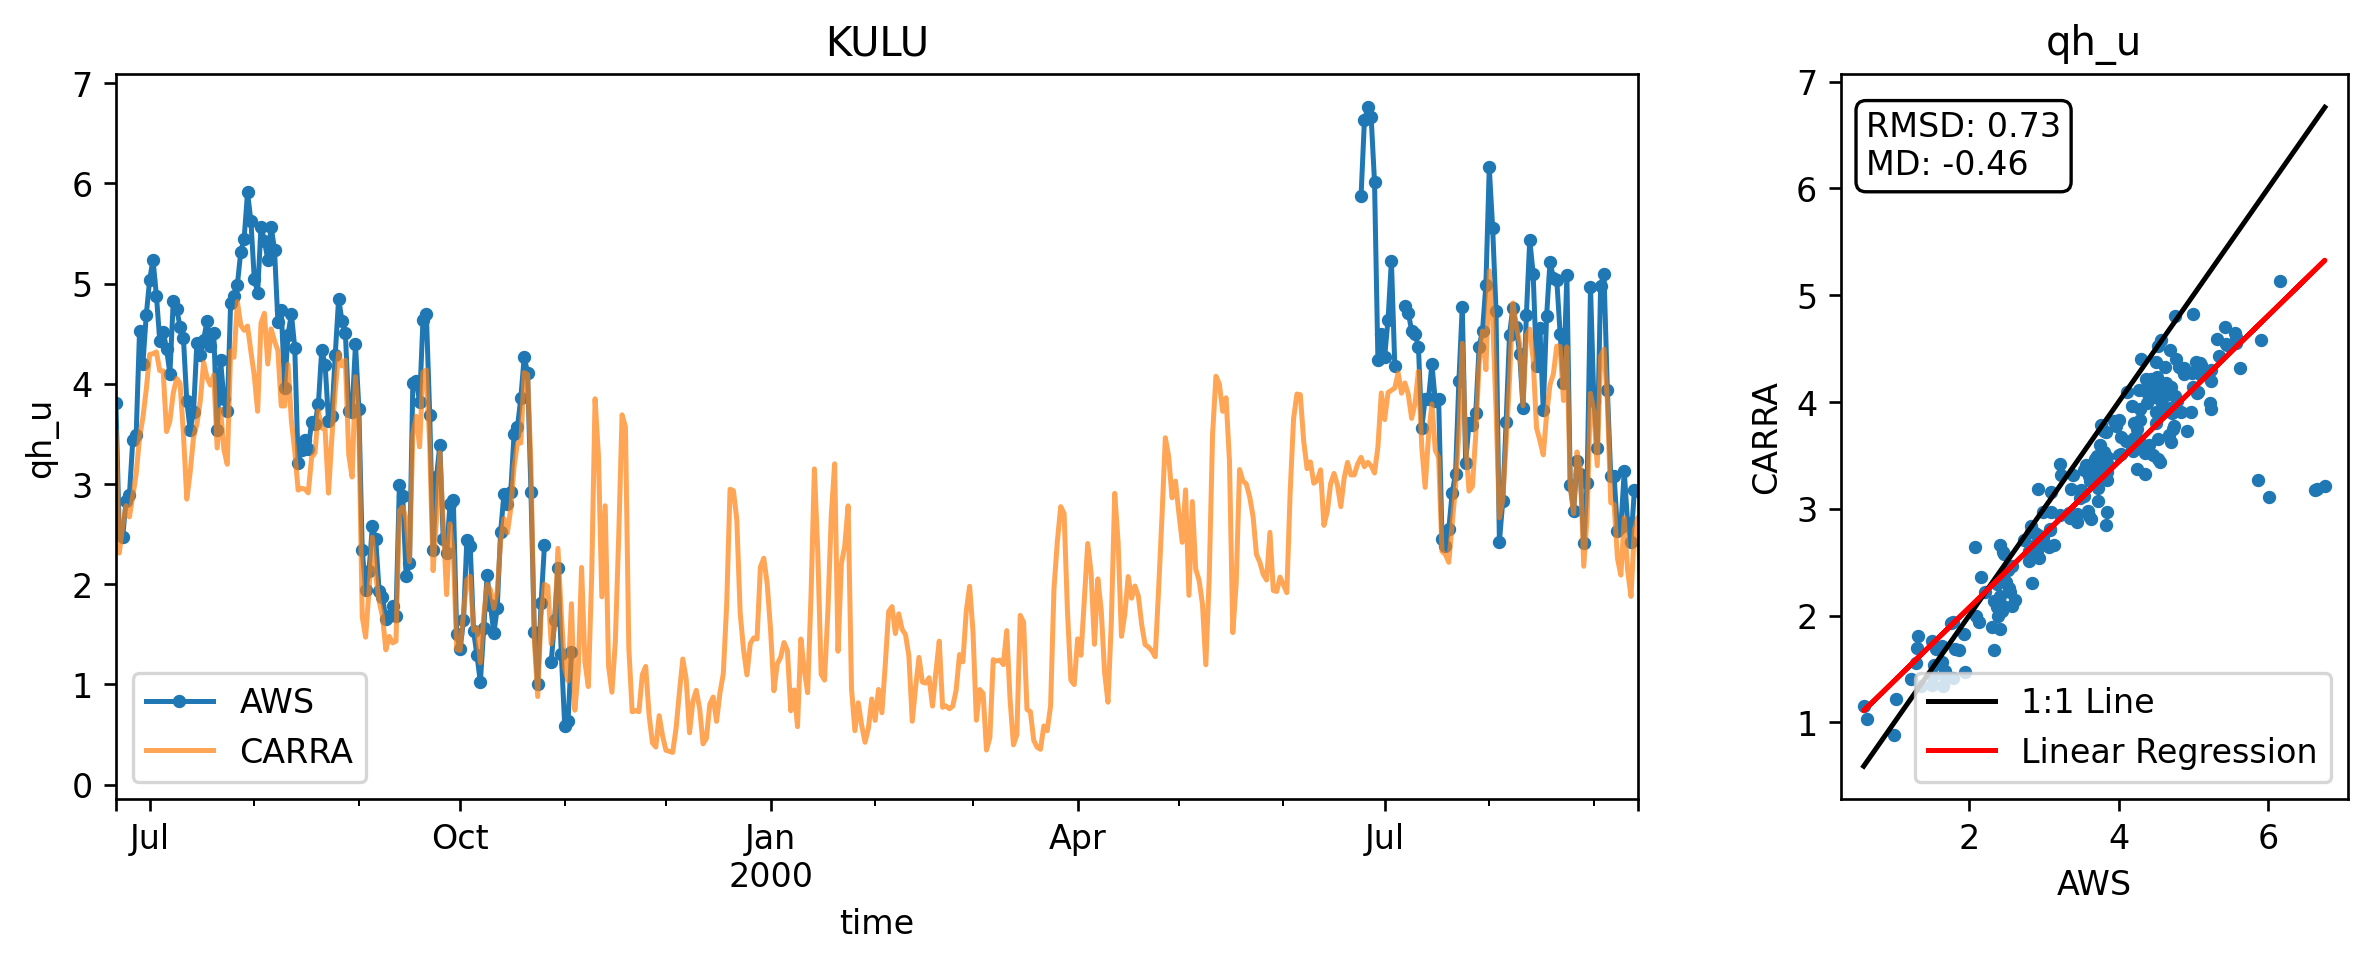 KULU
qh_u
7
6
5
4
3
2
1
0
AWS
CARRA
Jul
Oct
Jan
2000
Apr
Jul
time
qh_u
CARRA
7
6
5
4
3
2
1
RMSD: 0.73
MD: -0.46
1:1 Line
Linear Regression
2
4
6
AWS